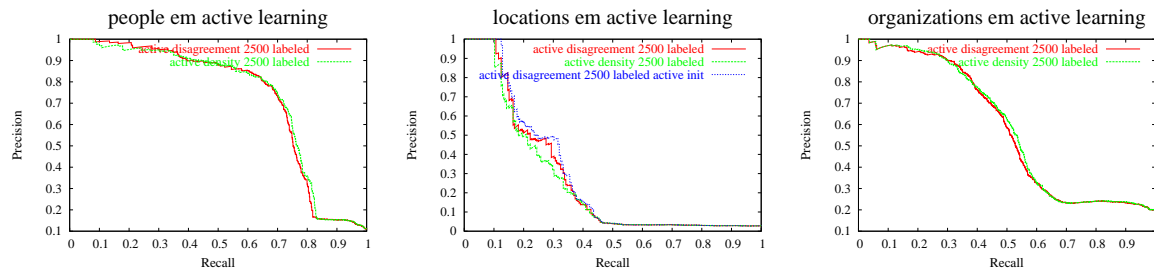 people em active learning
active disagreement 2500 labeled
active density 2500 labeled
Precision
1
0.9
0.8
0.7
0.6
0.5
0.4
0.3
0.2
0.1
0 0.1 0.2 0.3 0.4 0.5 0.6 0.7 0.8 0.9 1
Recall
locations em active learning
active disagreement 2500 labeled
active density 2500 labeled
active disagreement 2500 labeled active init
Precision
1
0.9
0.8
0.7
0.6
0.5
0.4
0.3
0.2
0.1
0
0 0.1 0.2 0.3 0.4 0.5 0.6 0.7 0.8 0.9 1
Recall
organizations em active learning
active disagreement 2500 labeled
active density 2500 labeled
Precision
1
0.9
0.8
0.7
0.6
0.5
0.4
0.3
0.2
0.1
0 0.1 0.2 0.3 0.4 0.5 0.6 0.7 0.8 0.9
Recall